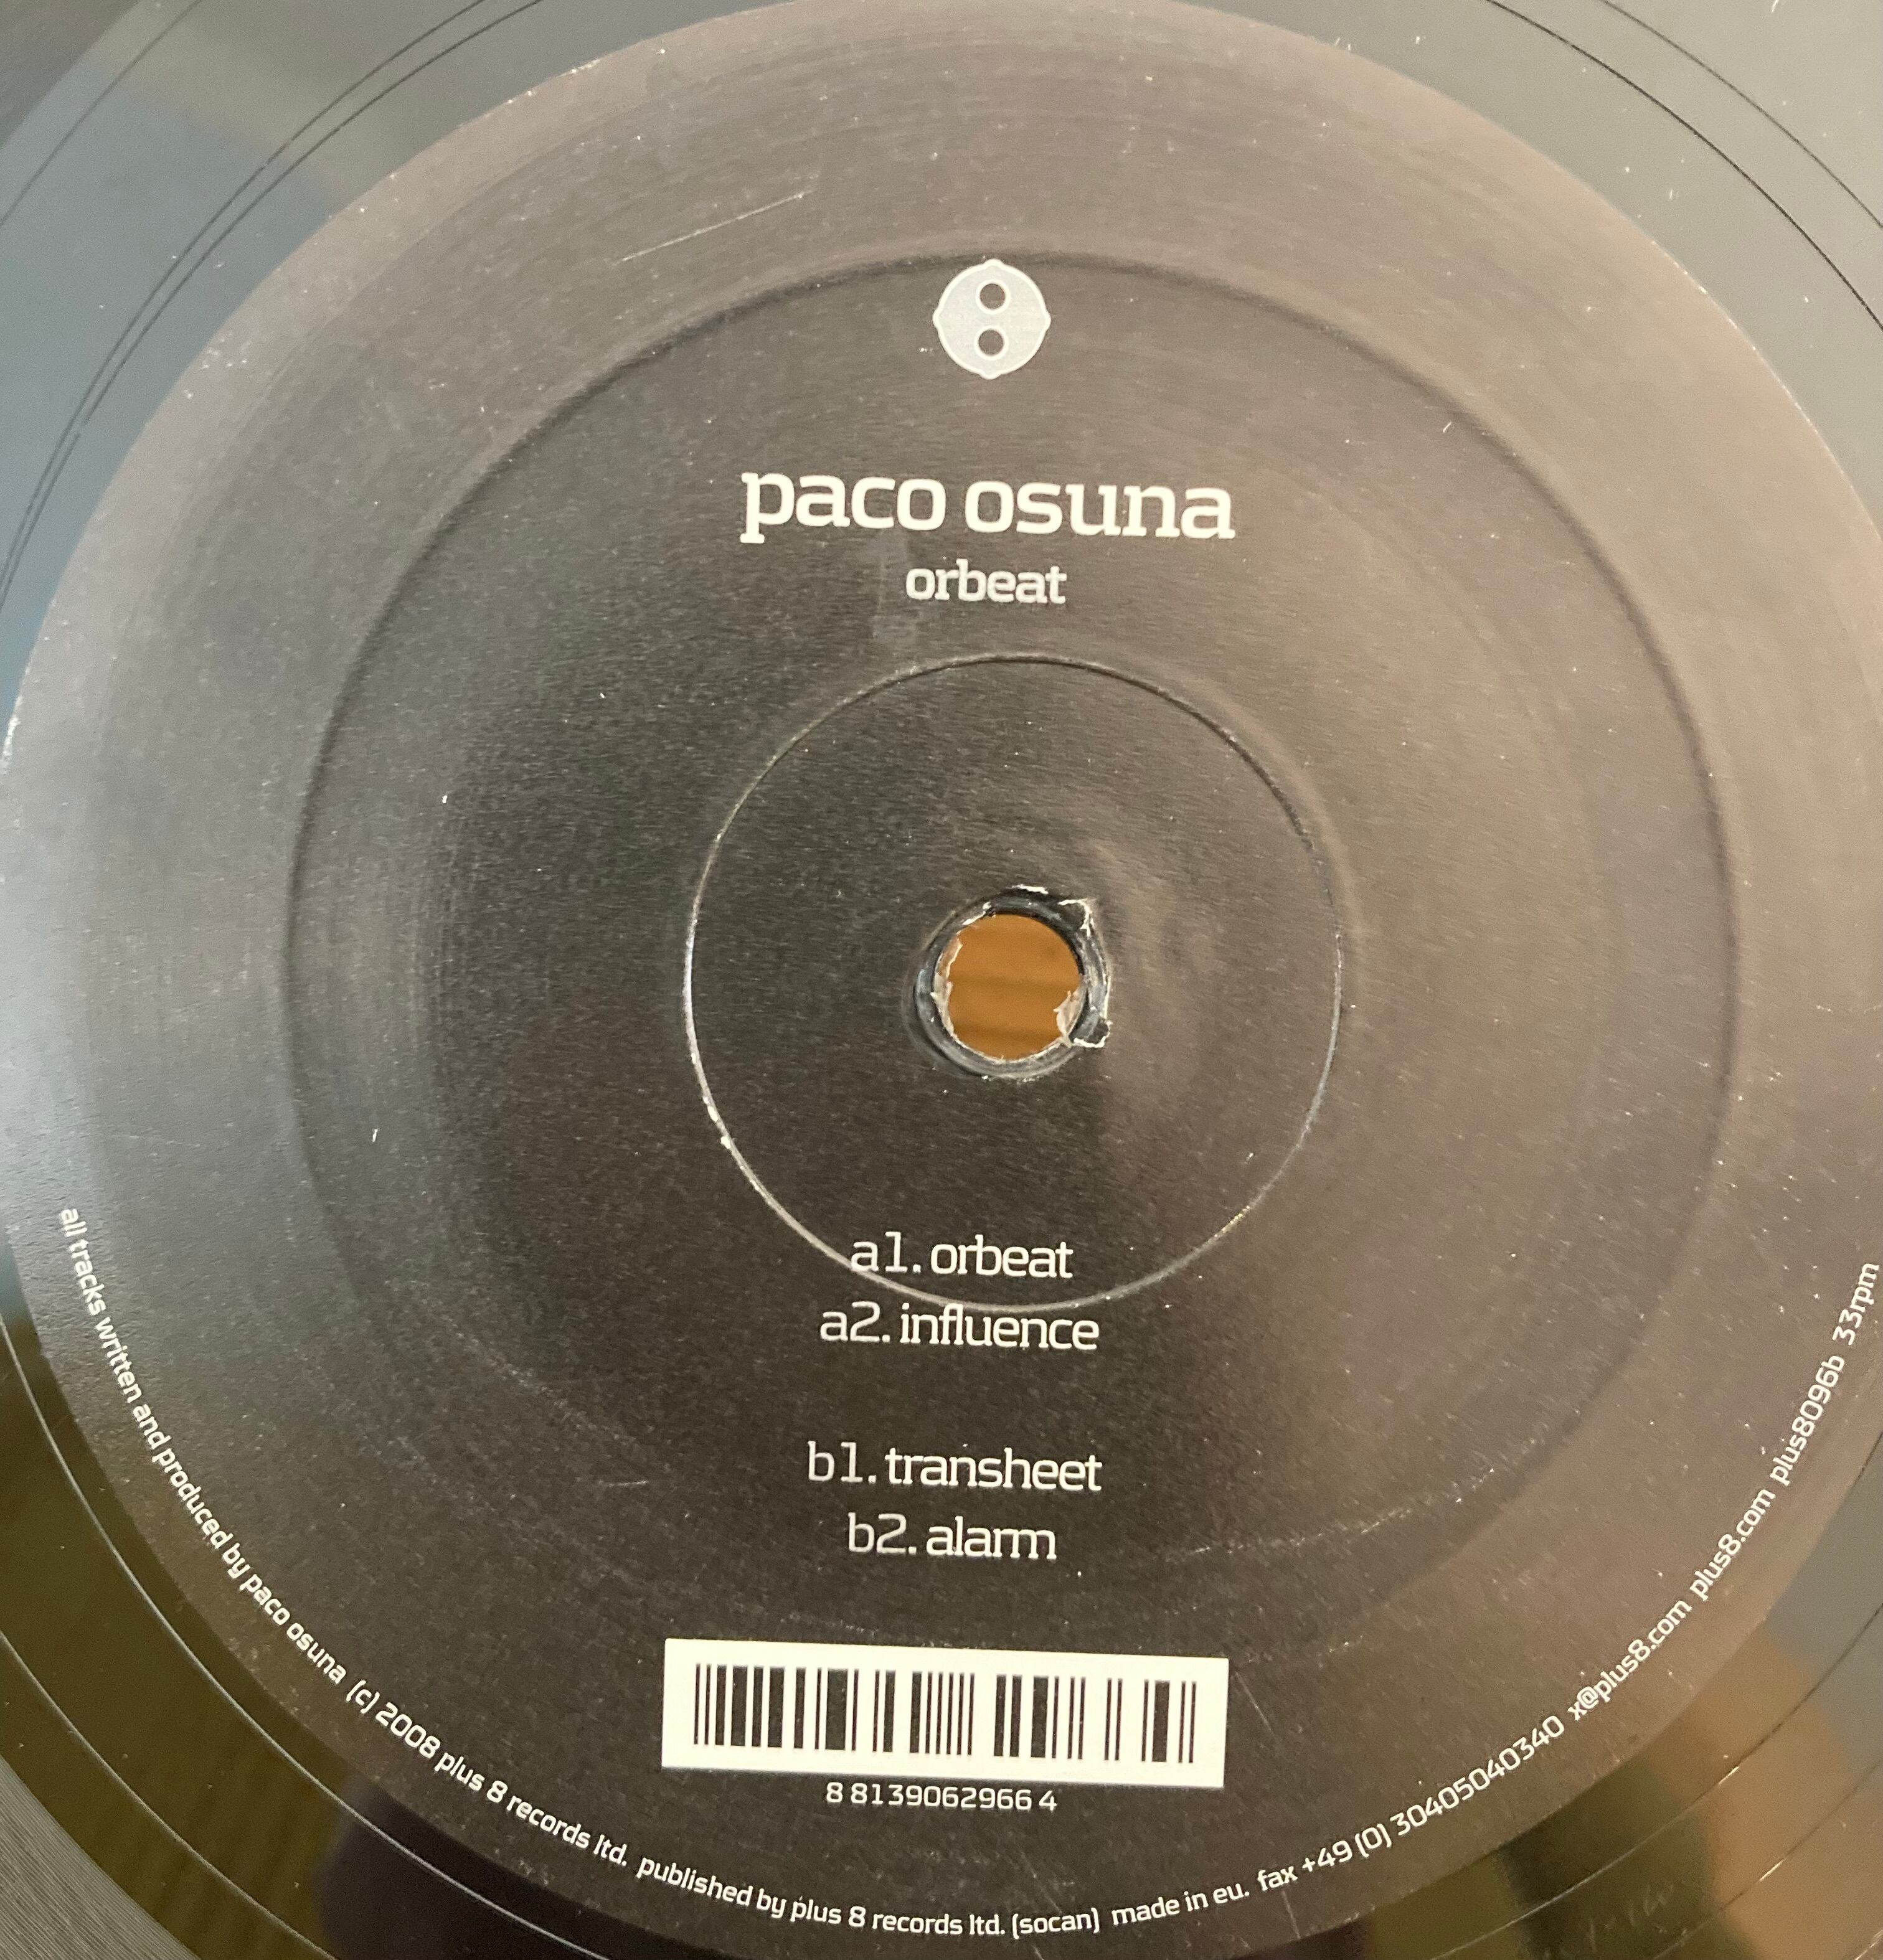 paco osuna
orbeat
a1. orbeat
a2. influence
b1. transheet
b2. alarm
8 8139062966 4
all tracks written and produced by paco osuna (c) 2008 plus 8 records ltd. published by plus 8 records ltd. (socan) made in eu. fax +49 (0) 30405040340 x@plus8.com plus8.com plus8096b 33rpm